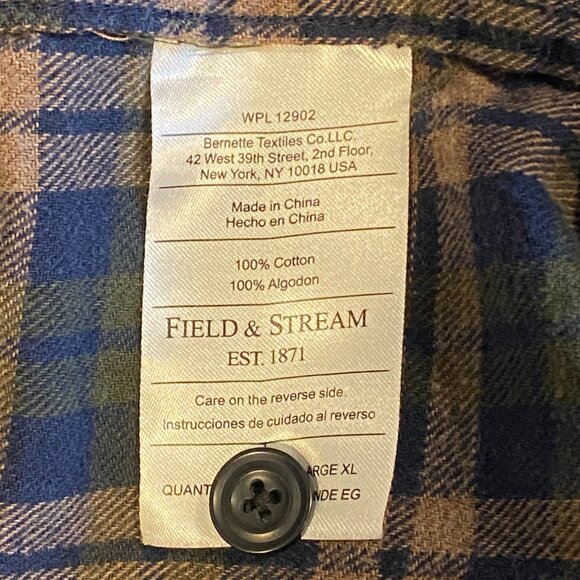 WPL 12902
Bernette Textiles Co.LLC.
42 West 39th Street, 2nd Floor,
New York, NY 10018 USA
Made in China
Hecho en China
100% Cotton
100% Algodon
FIELD & STREAM
EST. 1871
Care on the reverse side.
Instrucciones de cuidado al reverso
XL
EG